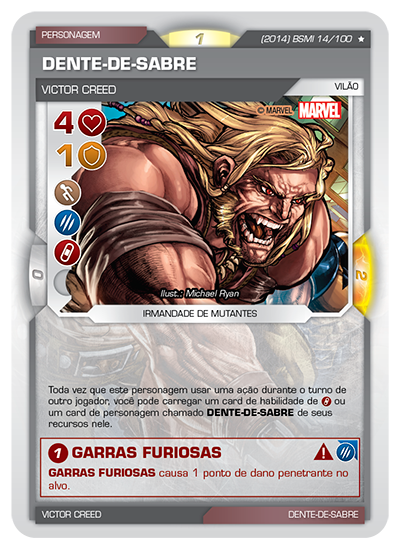 PERSONAGEM
1
(2014) BSMI 14/100 ★
DENTE-DE-SABRE
VICTOR CREED
VILÃO
© MARVEL MARVEL
4
1
0
2
Ilust.: Michael Ryan
IRMANDADE DE MUTANTES
Toda vez que este personagem usar uma ação durante o turno de
outro jogador, você pode carregar um card de habilidade de ou
um card de personagem chamado DENTE-DE-SABRE de seus
recursos nele.
1 GARRAS FURIOSAS
GARRAS FURIOSAS causa 1 ponto de dano penetrante no
alvo.
VICTOR CREED
DENTE-DE-SABRE